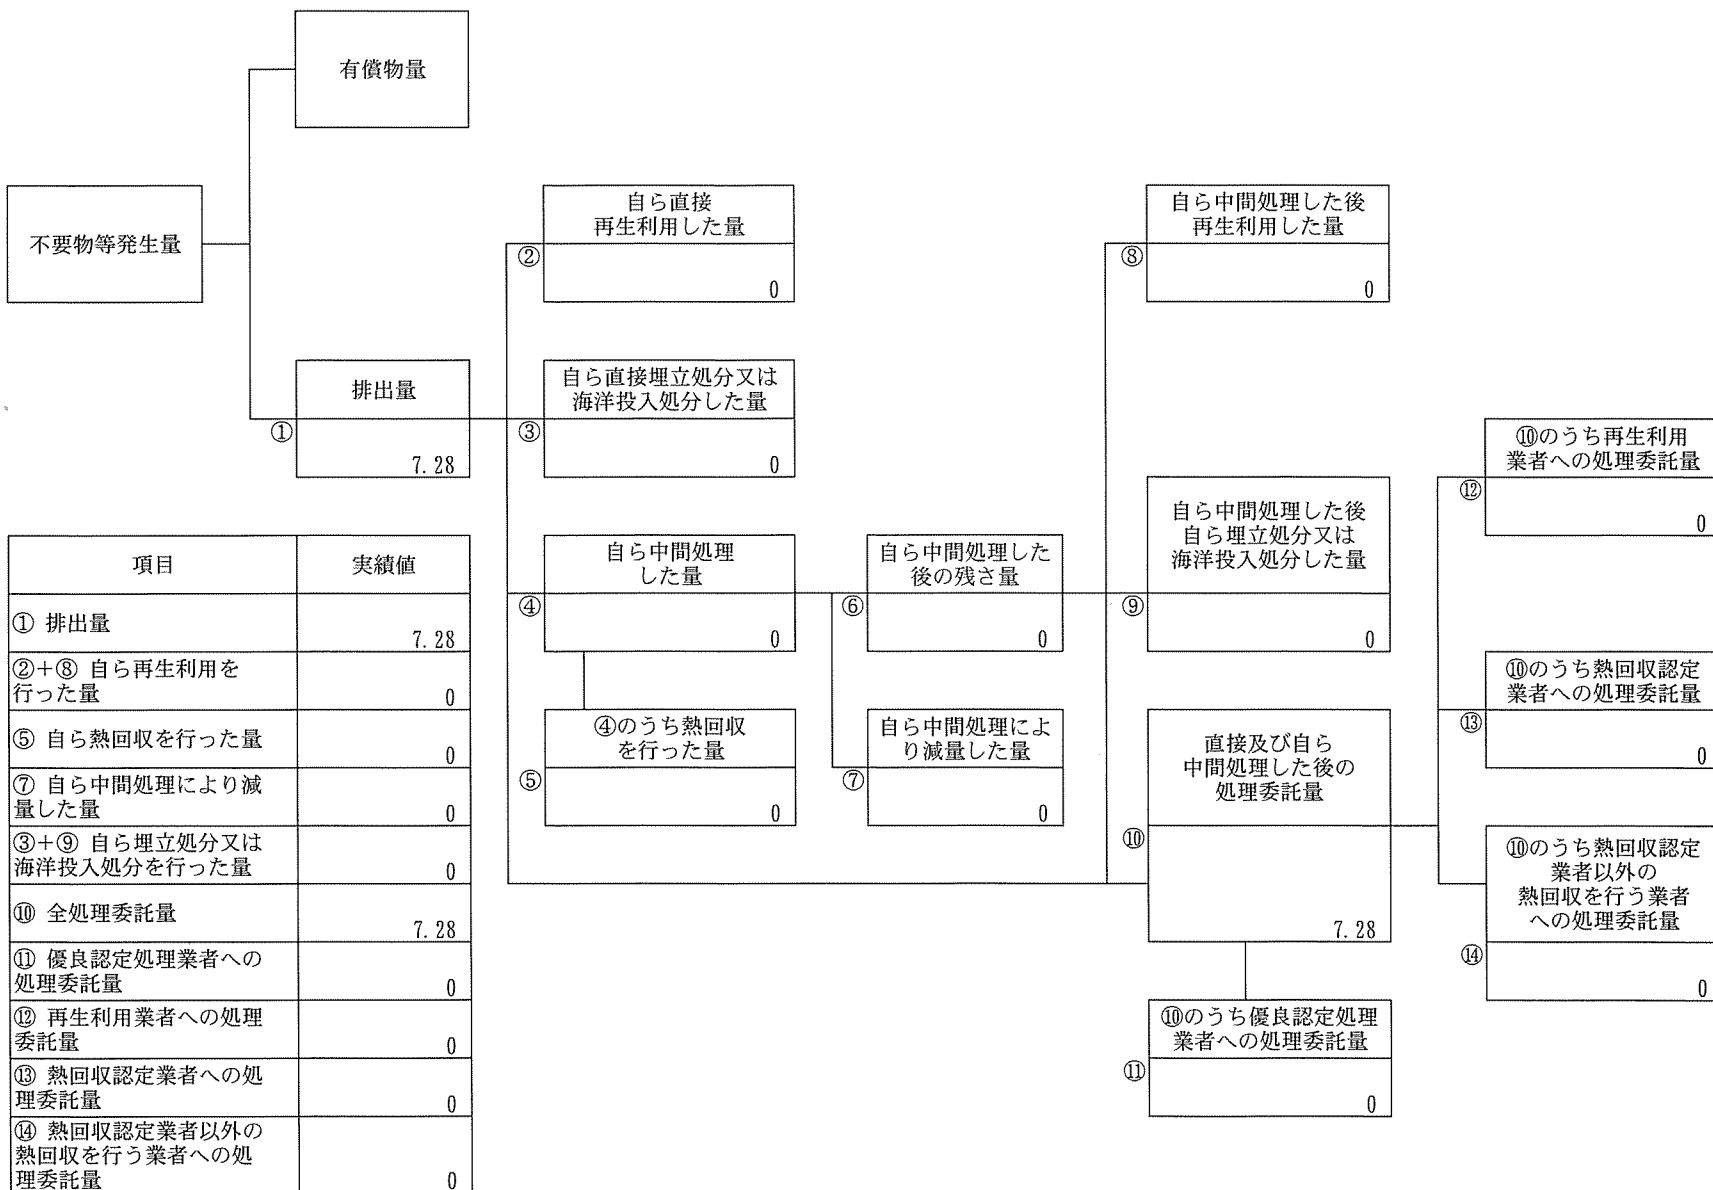 有償物量
不要物等発生量
排出量
①
7.28
自ら直接
再生利用した量
②
0
自ら直接埋立処分又は
海洋投入処分した量
③
0
自ら中間処理
した量
④
0
④のうち熱回収
を行った量
⑤
0
自ら中間処理した
後の残さ量
⑥
0
自ら中間処理によ
り減量した量
⑦
0
自ら中間処理した後
再生利用した量
⑧
0
自ら中間処理した後
自ら埋立処分又は
海洋投入処分した量
⑨
0
直接及び自ら
中間処理した後の
処理委託量
⑩
7.28
⑩のうち優良認定処理
業者への処理委託量
⑪
0
⑩のうち再生利用
業者への処理委託量
⑫
0
⑩のうち熱回収認定
業者への処理委託量
⑬
0
⑩のうち熱回収認定
業者以外の
熱回収を行う業者
への処理委託量
⑭
0
項目 実績値
① 排出量
7.28
②+⑧ 自ら再生利用を
行った量 0
⑤ 自ら熱回収を行った量
0
⑦ 自ら中間処理により減
量した量 0
③+⑨ 自ら埋立処分又は
海洋投入処分を行った量 0
⑩ 全処理委託量
7.28
⑪ 優良認定処理業者への
処理委託量 0
⑫ 再生利用業者への処理
委託量 0
⑬ 熱回収認定業者への処
理委託量 0
⑭ 熱回収認定業者以外の
熱回収を行う業者への処
理委託量 0